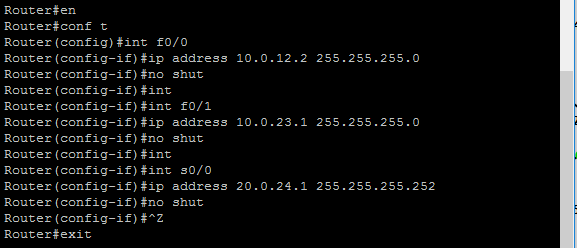 Router#en
Router#conf t
Router(config)#int f0/0
Router(config-if)#ip address 10.0.12.2 255.255.255.0
Router(config-if)#no shut
Router(config-if)#int
Router(config-if)#int f0/1
Router(config-if)#ip address 10.0.23.1 255.255.255.0
Router(config-if)#no shut
Router(config-if)#int
Router(config-if)#int s0/0
Router(config-if)#ip address 20.0.24.1 255.255.255.252
Router(config-if)#no shut
Router(config-if)#^Z
Router#exit